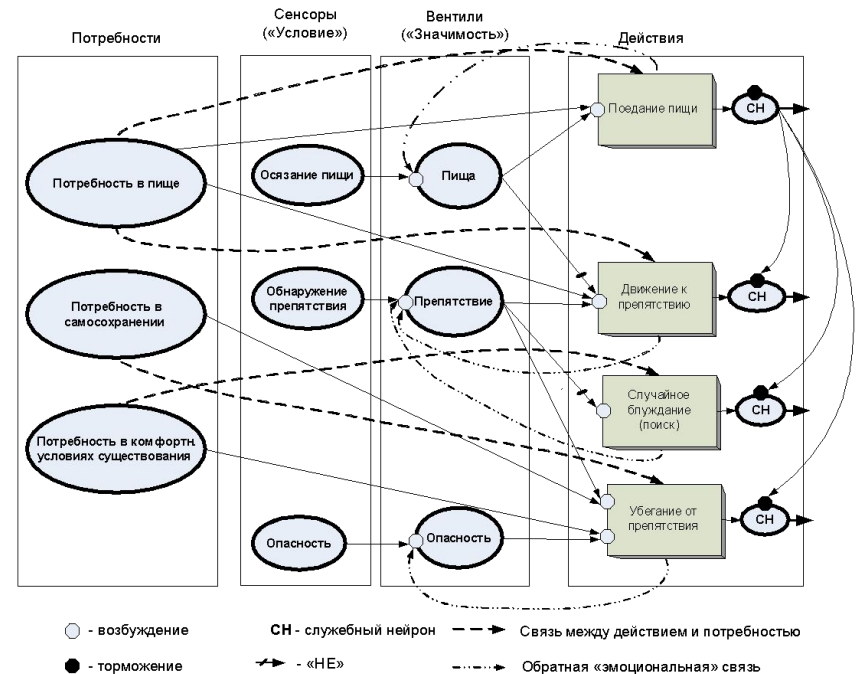 Потребности
Сенсоры
(«Условие»)
Вентили
(«Значимость»)
Действия
Потребность в пище
Потребность в
самосохранении
Потребность в комфортн.
условиях существования
Осязание пищи
Обнаружение
препятствия
Опасность
Пища
Препятствие
Опасность
Поедание пищи
СН
Движение к
препятствию
СН
Случайное
блуждание
(поиск)
СН
Убегание от
препятствия
СН
- возбуждение
СН - служебный нейрон
Связь между действием и потребностью
- торможение
- «НЕ»
Обратная «эмоциональная» связь